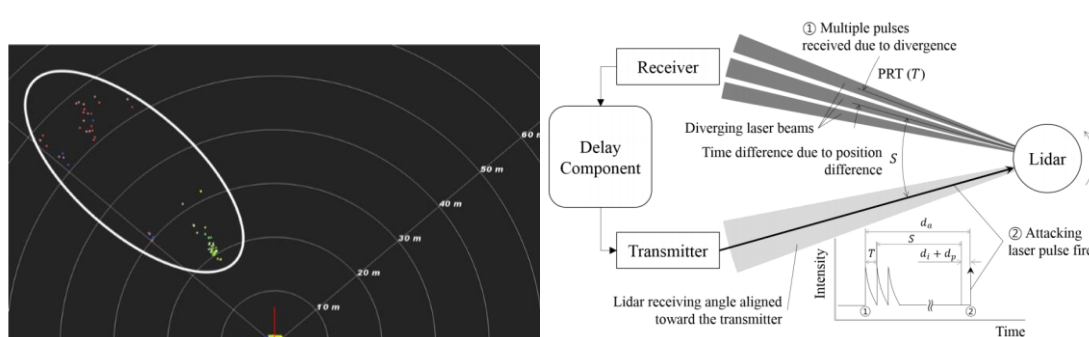 60 m
50 m
40 m
30 m
20 m
10 m
① Multiple pulses
received due to divergence
PRT (T)
Receiver
Delay
Component
Diverging laser beams
Time difference due to position
difference
S
Lidar
Transmitter
② Attacking
laser pulse fire
Lidar receiving angle aligned
toward the transmitter
Intensity
d_a
S
T
d_i + d_p
①
②
Time